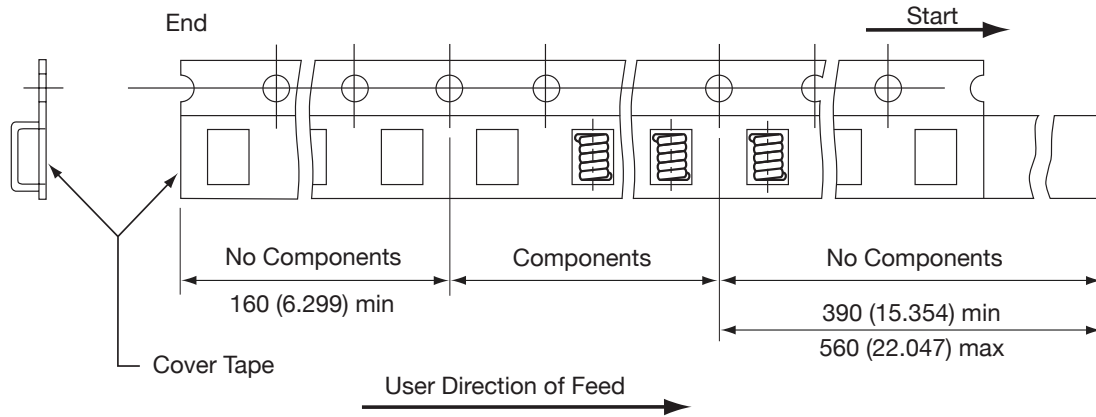 End
Start
No Components
Components
No Components
160 (6.299) min
390 (15.354) min
560 (22.047) max
Cover Tape
User Direction of Feed